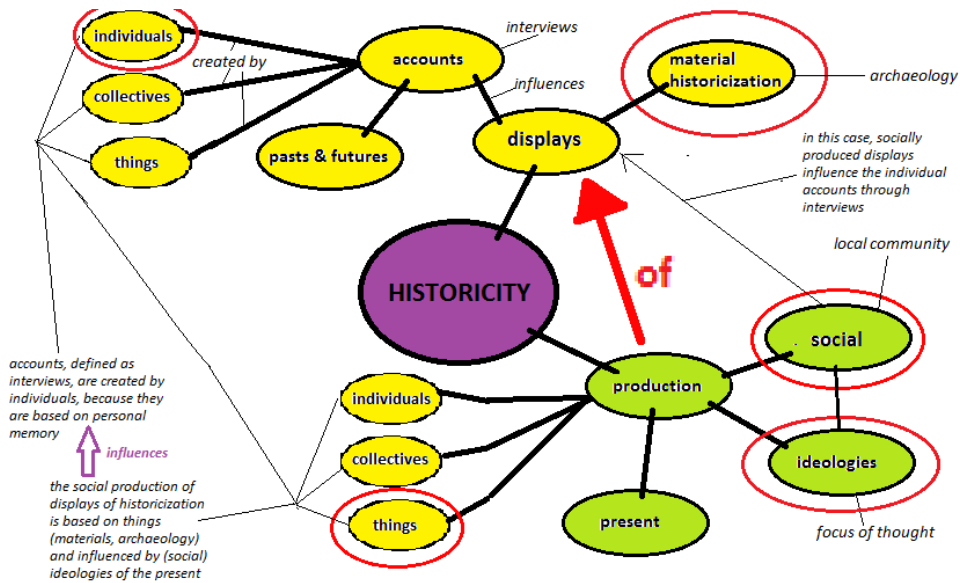 individuals
collectives
things
created by
accounts
interviews
influences
pasts & futures
displays
material
historicization
archaeology
in this case, socially
produced displays
influence the individual
accounts through
interviews
HISTORICITY
of
local community
social
production
ideologies
focus of thought
present
individuals
collectives
things
accounts, defined as
interviews, are created by
individuals, because they
are based on personal
memory
influences
the social production of
displays of historicization
is based on things
(materials, archaeology)
and influenced by (social)
ideologies of the present